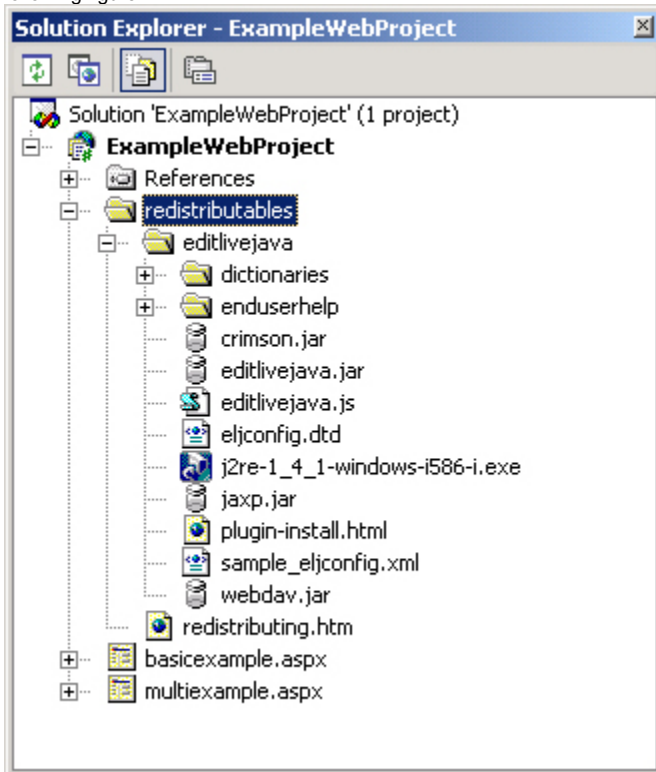 Solution Explorer - ExampleWebProject
Solution 'ExampleWebProject' (1 project)
ExampleWebProject
References
redistributables
editlivejava
dictionaries
enduserhelp
crimson.jar
editlivejava.jar
editlivejava.js
eljconfig.dtd
j2re-1_4_1-windows-i586-i.exe
jaxp.jar
plugin-install.html
sample_eljconfig.xml
webdav.jar
redistributing.htm
basicexample.aspx
multiexample.aspx